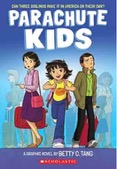 CAN THREE SIBLINGS MAKE IT IN AMERICA ON THEIR OWN?
PARACHUTE
KIDS
A GRAPHIC NOVEL BY BETTY C. TANG
SCHOLASTIC